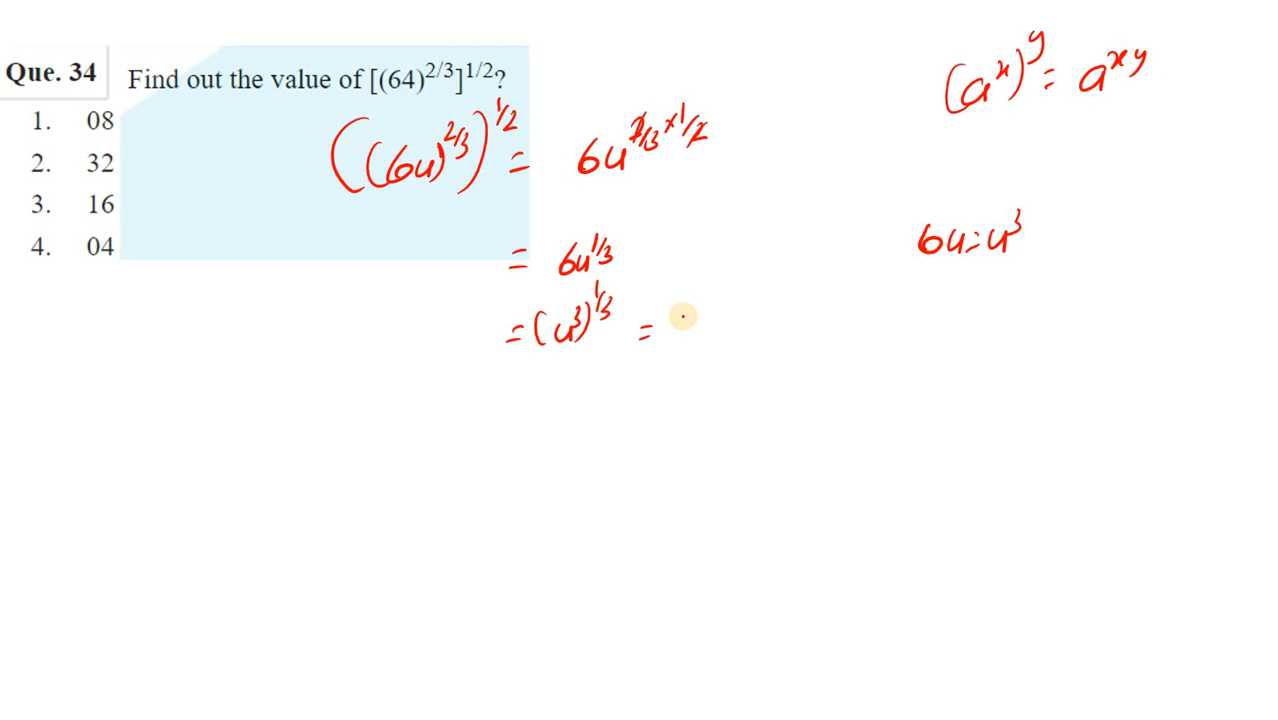 Que. 34 Find out the value of [(64)^{2/3}]^{1/2}?
1. 08
2. 32
3. 16
4. 04
(a^x)^y = a^{xy}
((64)^{2/3})^{1/2} = 64^{2/3 × 1/2}
= 64^{1/3}
64 = 4^3
= (4^3)^{1/3} =